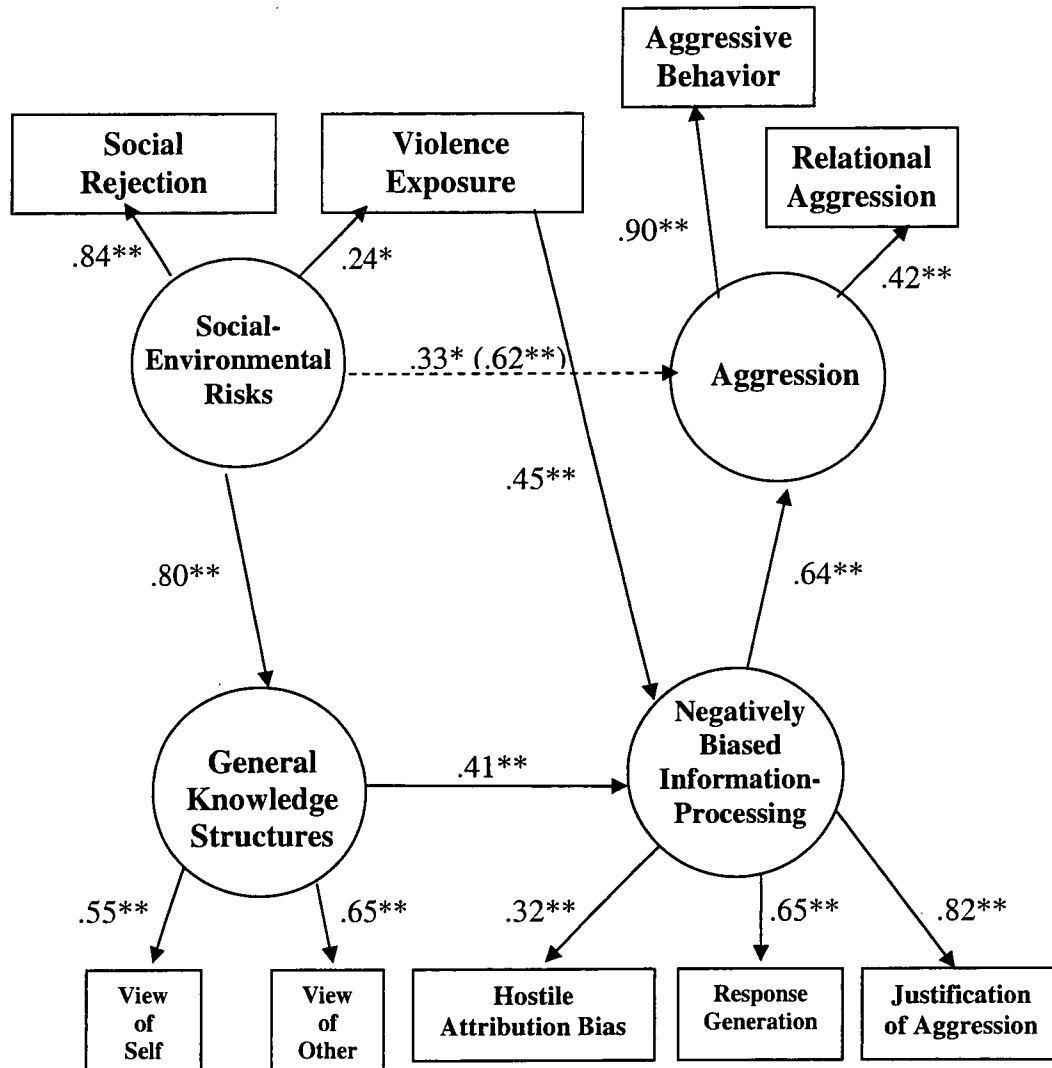 Aggressive
Behavior
Social
Rejection
Violence
Exposure
Relational
Aggression
.84**
.24*
.90**
.42**
Social-
Environmental
Risks
.33* (.62**)
Aggression
.45**
.80**
.64**
General
Knowledge
Structures
.41**
Negatively
Biased
Information-
Processing
.55**
.65**
.32**
.65**
.82**
View
of
Self
View
of
Other
Hostile
Attribution Bias
Response
Generation
Justification
of Aggression